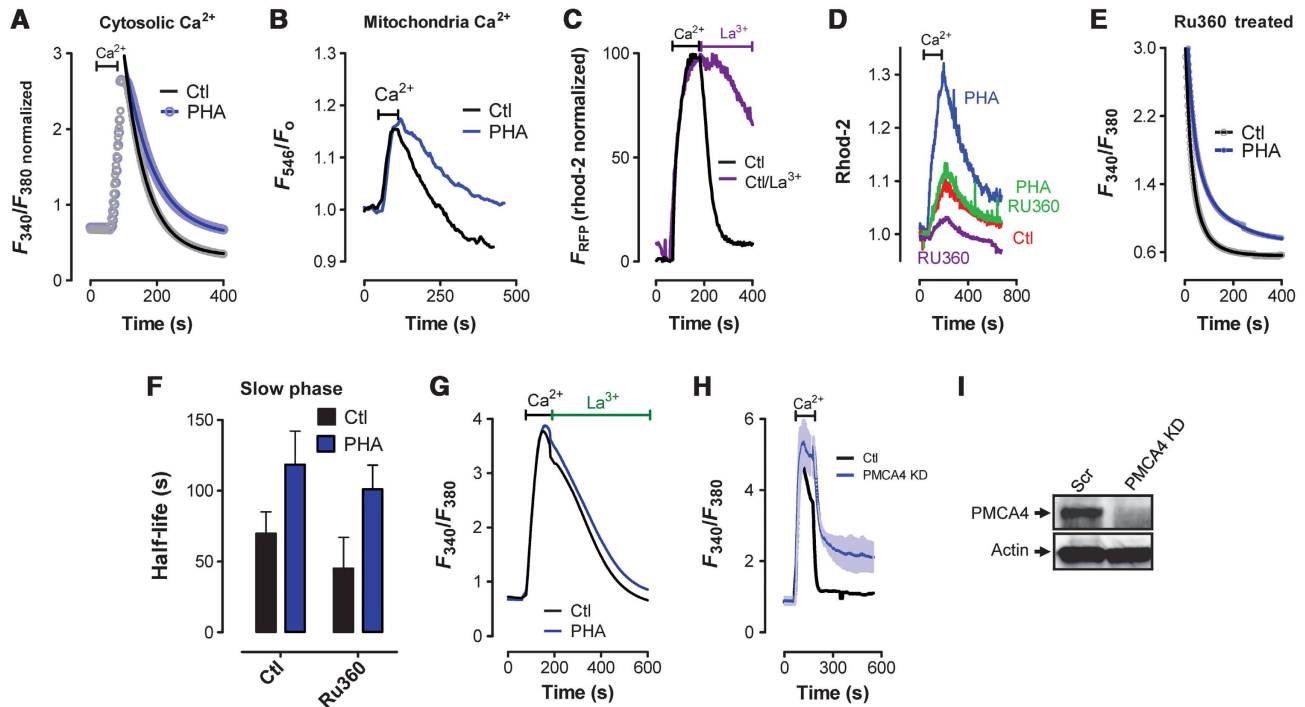 A
Cytosolic Ca²⁺
F340/F380 normalized
3
2
1
0
Ca²⁺
Ctl
PHA
0 200 400
Time (s)
B
Mitochondria Ca²⁺
F546/Fo
1.3
1.2
1.1
1.0
0.9
Ca²⁺
Ctl
PHA
0 250 500
Time (s)
C
FRFP (rhod-2 normalized)
100
50
0
Ca²⁺ La³⁺
Ctl
Ctl/La³⁺
0 200 400
Time (s)
D
Rhod-2
1.3
1.2
1.1
1.0
Ca²⁺
PHA
PHA
RU360
Ctl
RU360
0 400 800
Time (s)
E
Ru360 treated
F340/F380
3.0
2.2
1.4
0.6
Ctl
PHA
0 200 400
Time (s)
F
Slow phase
Half-life (s)
150
100
50
0
Ctl
PHA
Ctl
Ru360
G
F340/F380
4
3
2
1
0
Ca²⁺ La³⁺
Ctl
PHA
0 200 400 600
Time (s)
H
F340/F380
6
4
2
0
Ca²⁺
Ctl
PMCA4 KD
0 300 600
Time (s)
I
Scr PMCA4 KD
PMCA4
Actin